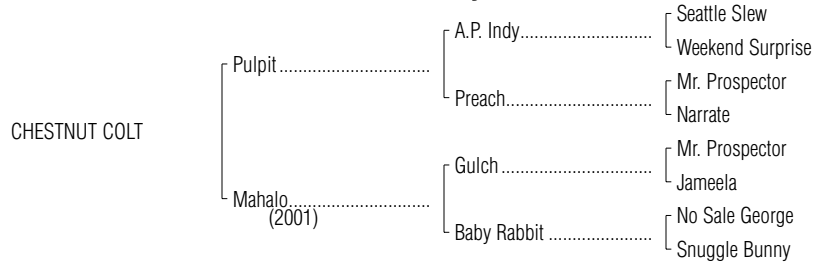 Seattle Slew
A.P. Indy..............................
Weekend Surprise
Pulpit ..................................
Mr. Prospector
Preach..................................
Narrate
CHESTNUT COLT
Mr. Prospector
Gulch ..................................
Jameela
Mahalo..................................
(2001)
No Sale George
Baby Rabbit ........................
Snuggle Bunny